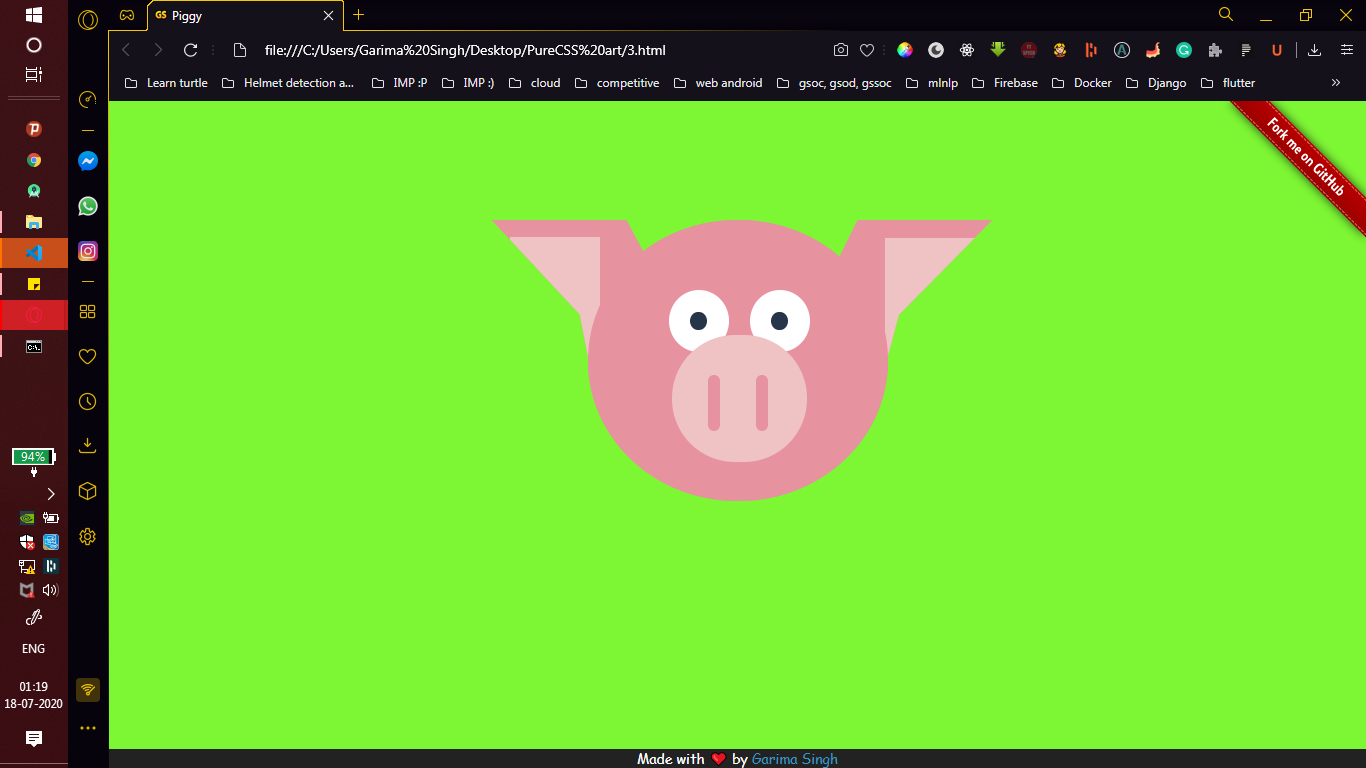 GS Piggy
file:///C:/Users/Garima%20Singh/Desktop/PureCSS%20art/3.html
Learn turtle Helmet detection a... IMP :P IMP :) cloud competitive web android gsoc, gsod, gssoc mlnlp Firebase Docker Django flutter »
Fork me on GitHub
94%
ENG
01:19
18-07-2020
Made with ❤ by Garima Singh